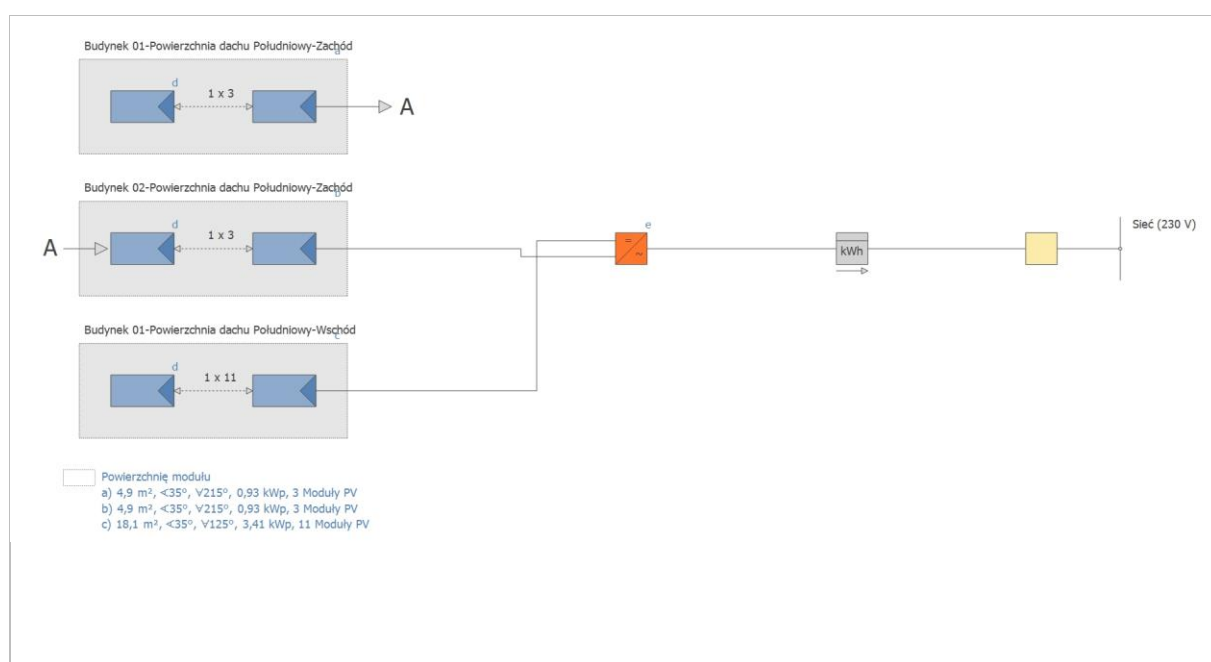 Budynek 01-Powierzchnia dachu Południowy-Zachód
a
d
1 x 3
A
Budynek 02-Powierzchnia dachu Południowy-Zachód
b
d
1 x 3
A
e
=
~
kWh
Sieć (230 V)
Budynek 01-Powierzchnia dachu Południowy-Wschód
c
d
1 x 11
Powierzchnię modułu
a) 4,9 m², ∢35°, ∀215°, 0,93 kWp, 3 Moduły PV
b) 4,9 m², ∢35°, ∀215°, 0,93 kWp, 3 Moduły PV
c) 18,1 m², ∢35°, ∀125°, 3,41 kWp, 11 Moduły PV